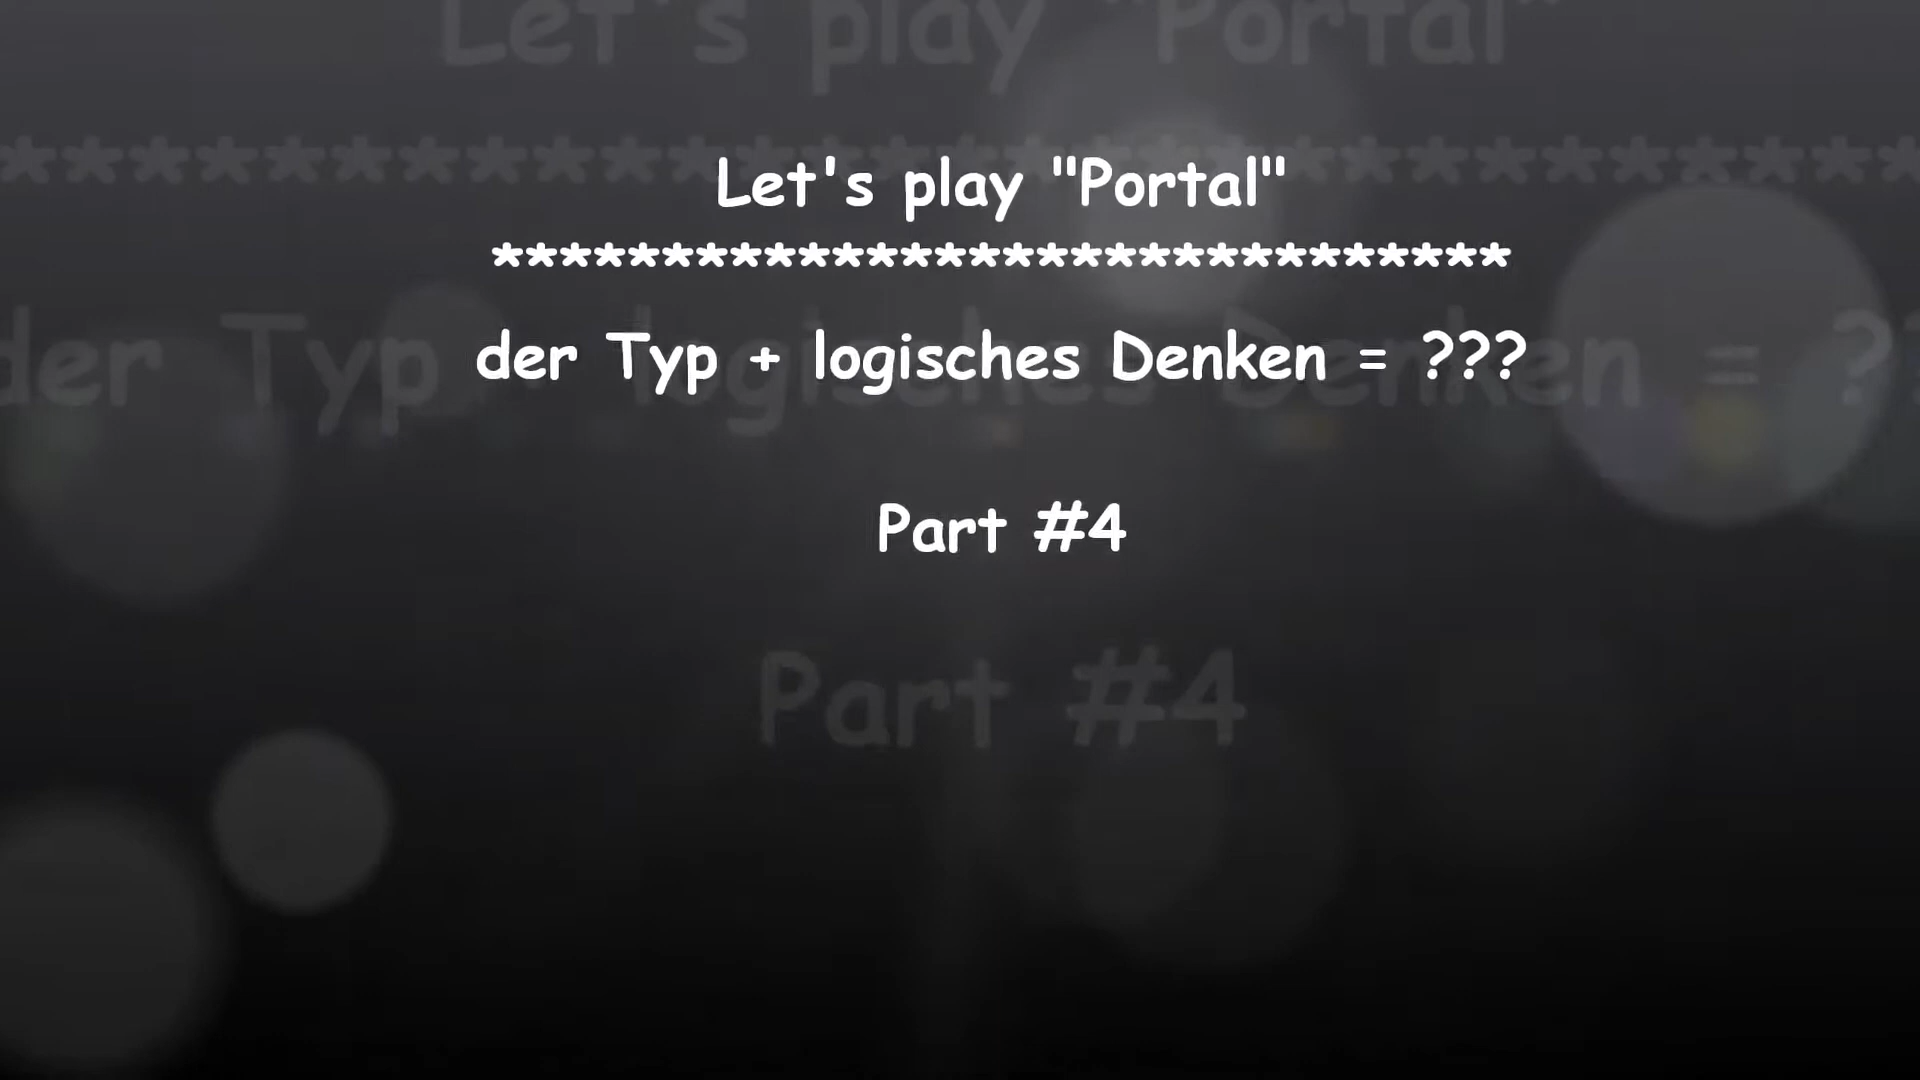 Let's play "Portal"
******************************
der Typ + logisches Denken = ???
Part #4